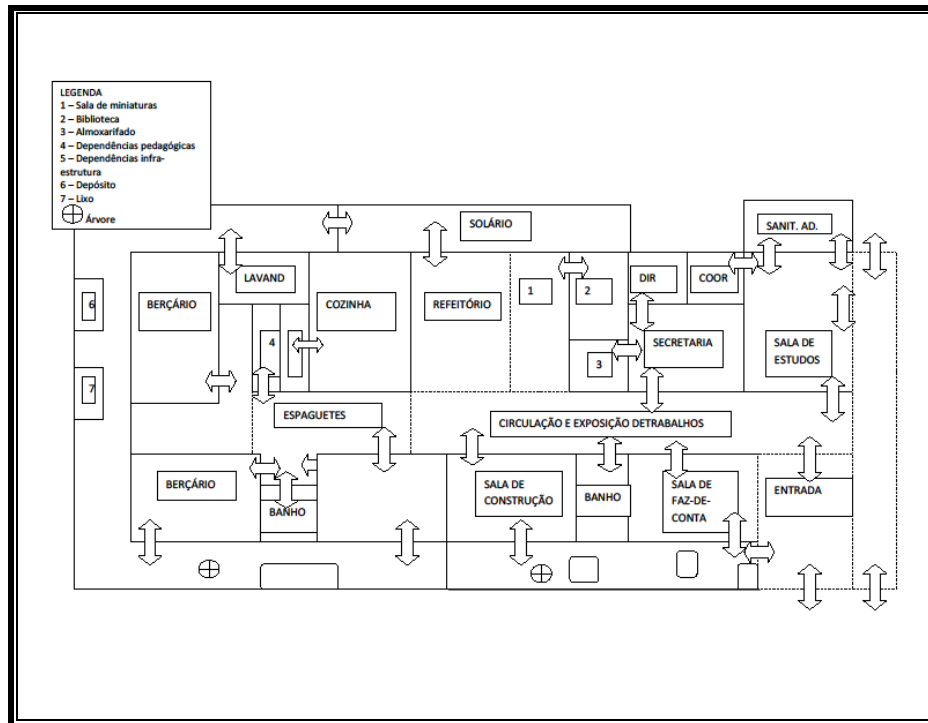 LEGENDA
1 – Sala de miniaturas
2 – Biblioteca
3 – Almoxarifado
4 – Dependências pedagógicas
5 – Dependências infra-
estrutura
6 – Depósito
7 – Lixo
Árvore
SOLÁRIO
SANIT. AD.
LAVAND
DIR
COOR
6
BERÇÁRIO
COZINHA
REFEITÓRIO
1
2
4
SECRETARIA
SALA DE
ESTUDOS
3
7
ESPAGUETES
CIRCULAÇÃO E EXPOSIÇÃO DETRABALHOS
BERÇÁRIO
BANHO
SALA DE
CONSTRUÇÃO
BANHO
SALA DE
FAZ-DE-
CONTA
ENTRADA